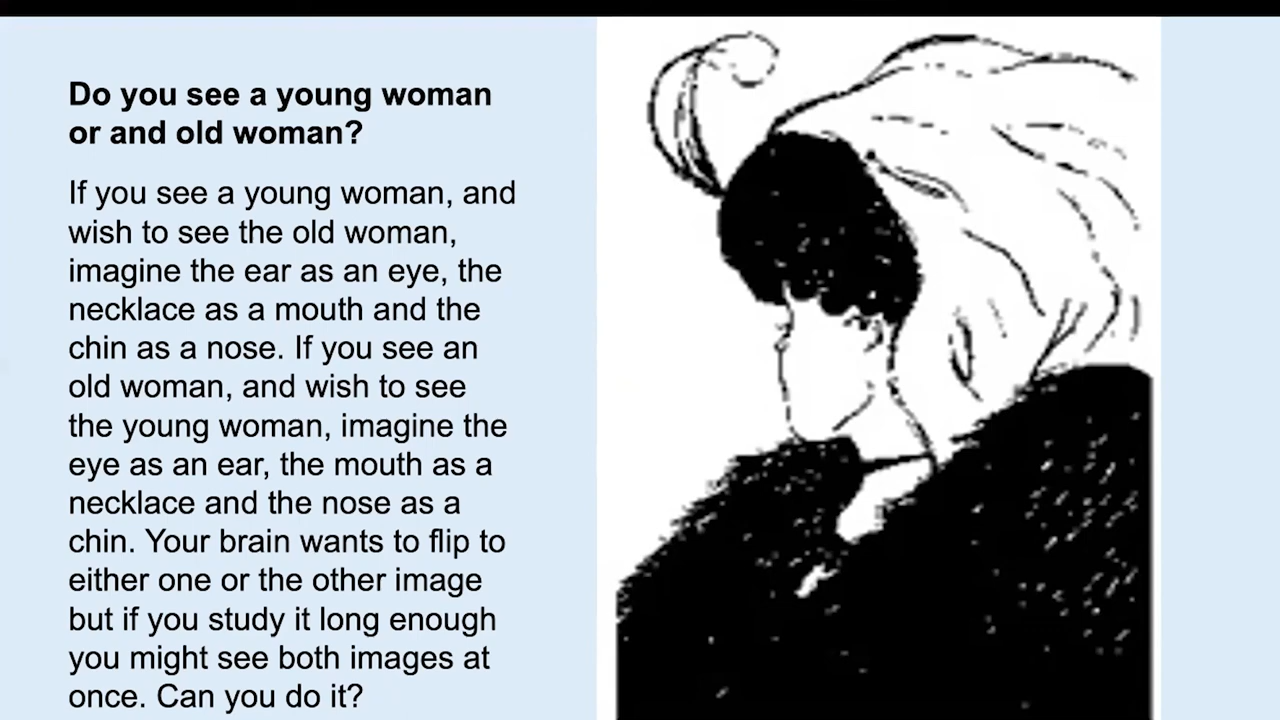 Do you see a young woman
or and old woman?
If you see a young woman, and
wish to see the old woman,
imagine the ear as an eye, the
necklace as a mouth and the
chin as a nose. If you see an
old woman, and wish to see
the young woman, imagine the
eye as an ear, the mouth as a
necklace and the nose as a
chin. Your brain wants to flip to
either one or the other image
but if you study it long enough
you might see both images at
once. Can you do it?